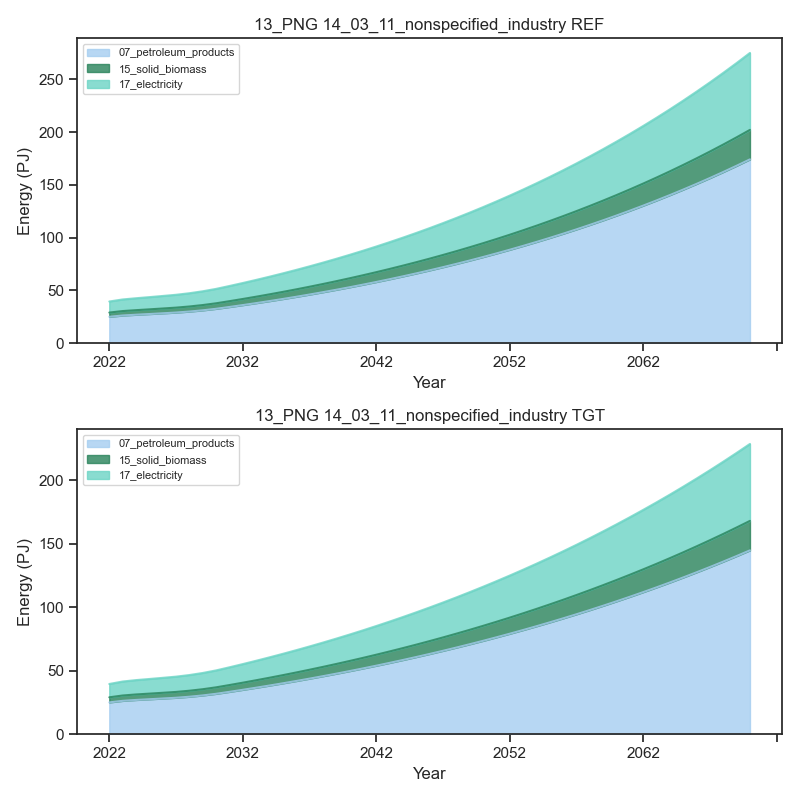 13_PNG 14_03_11_nonspecified_industry REF
07_petroleum_products
15_solid_biomass
17_electricity
Energy (PJ)
250
200
150
100
50
0
2022 2032 2042 2052 2062
Year
13_PNG 14_03_11_nonspecified_industry TGT
07_petroleum_products
15_solid_biomass
17_electricity
Energy (PJ)
200
150
100
50
0
2022 2032 2042 2052 2062
Year